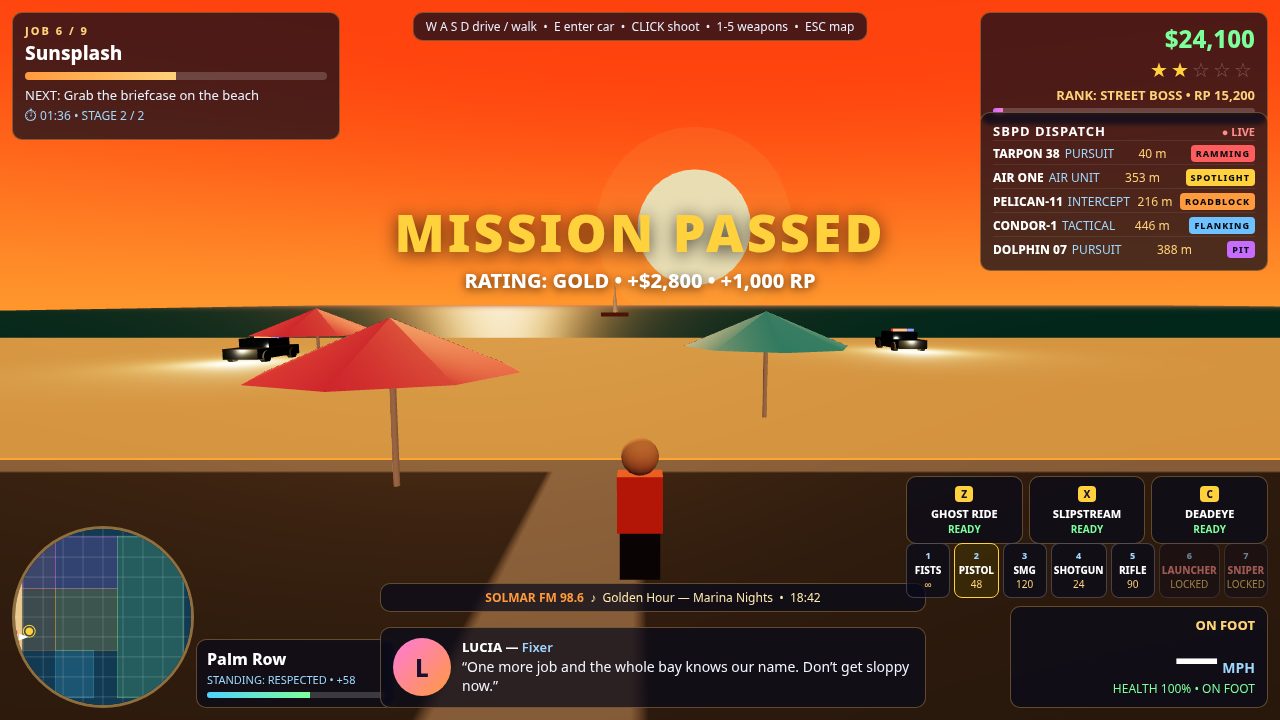 JOB 6 / 9
Sunsplash
NEXT: Grab the briefcase on the beach
⏱ 01:36 • STAGE 2 / 2
W A S D drive / walk • E enter car • CLICK shoot • 1-5 weapons • ESC map
$24,100
★★☆☆☆
RANK: STREET BOSS • RP 15,200
SBPD DISPATCH ● LIVE
TARPON 38 PURSUIT 40 m RAMMING
AIR ONE AIR UNIT 353 m SPOTLIGHT
PELICAN-11 INTERCEPT 216 m ROADBLOCK
CONDOR-1 TACTICAL 446 m FLANKING
DOLPHIN 07 PURSUIT 388 m PIT
MISSION PASSED
RATING: GOLD • +$2,800 • +1,000 RP
Z
GHOST RIDE
READY
X
SLIPSTREAM
READY
C
DEADEYE
READY
1
FISTS
∞
2
PISTOL
48
3
SMG
120
4
SHOTGUN
24
5
RIFLE
90
6
LAUNCHER
LOCKED
7
SNIPER
LOCKED
SOLMAR FM 98.6 ♪ Golden Hour — Marina Nights • 18:42
Palm Row
STANDING: RESPECTED • +58
L
LUCIA — Fixer
“One more job and the whole bay knows our name. Don’t get sloppy
now.”
ON FOOT
— MPH
HEALTH 100% • ON FOOT